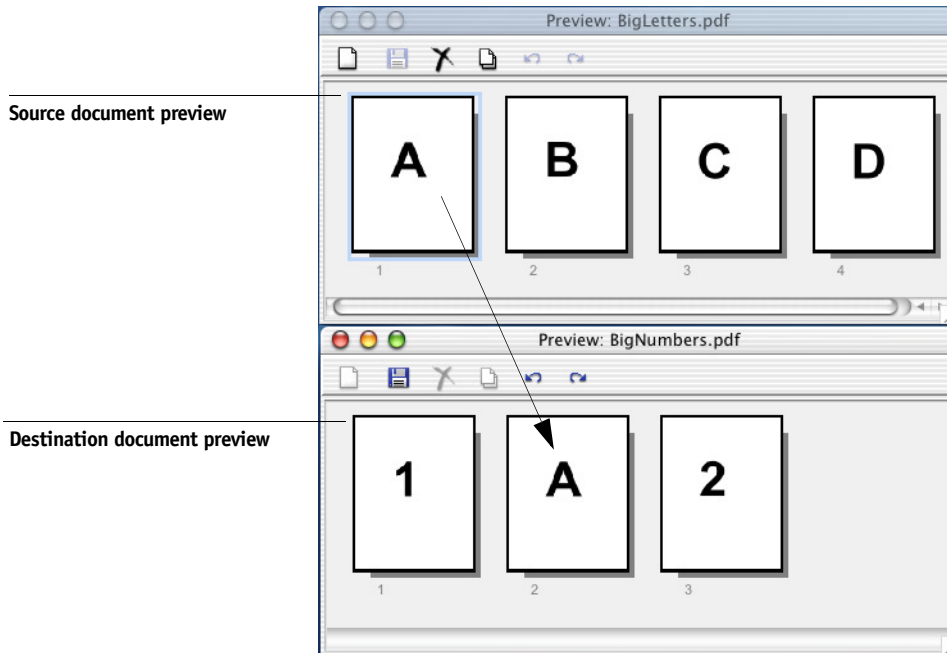 Preview: BigLetters.pdf
Source document preview
A B C D
1 2 3 4
Preview: BigNumbers.pdf
Destination document preview
1 A 2
1 2 3